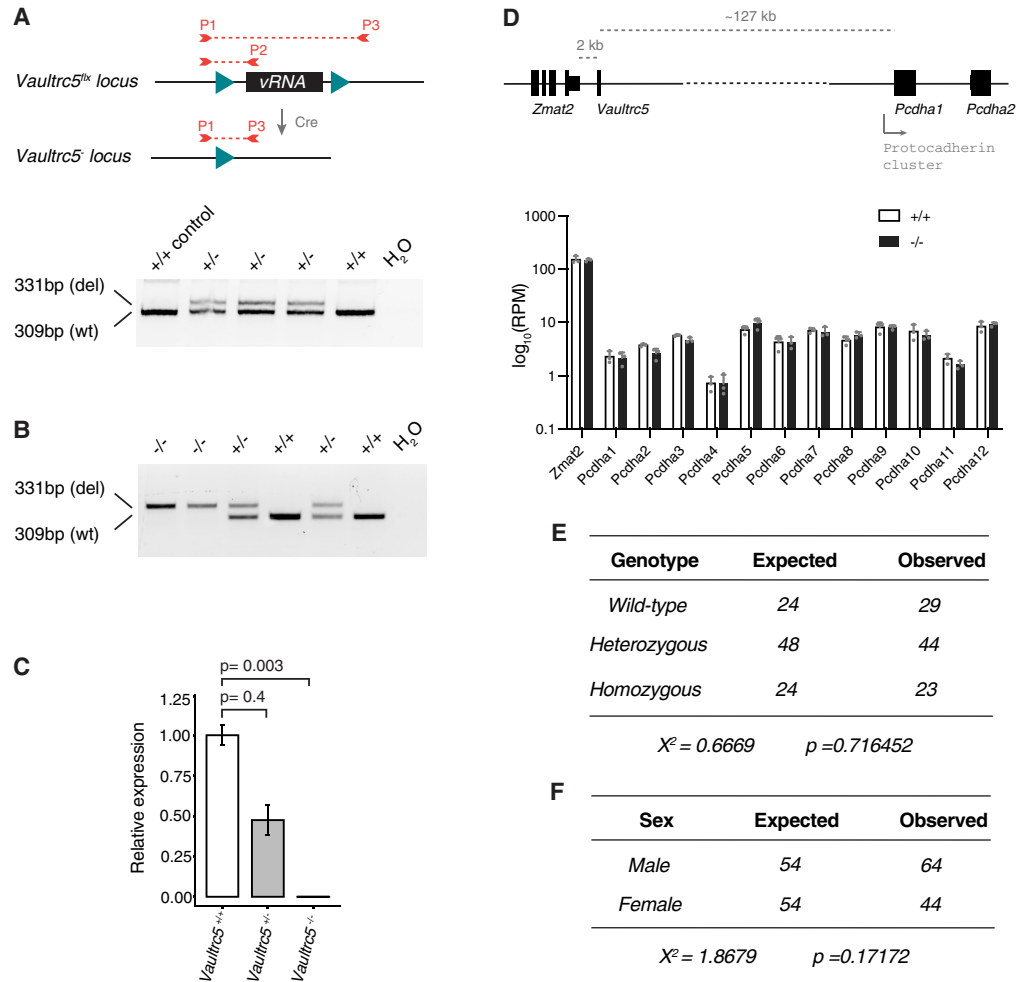 A
P1
P3
P2
Vaultrc5flx locus
vRNA
Cre
P1
P3
Vaultrc5- locus
+/+ control
+/-
+/-
+/-
+/+
H2O
331bp (del)
309bp (wt)
B
-/-
-/-
+/-
+/+
+/-
+/+
H2O
331bp (del)
309bp (wt)
C
p= 0.003
p= 0.4
Relative expression
1.25
1.00
0.75
0.50
0.25
0.00
Vaultrc5 +/+
Vaultrc5 +/-
Vaultrc5 -/-
D
~127 kb
2 kb
Zmat2
Vaultrc5
Pcdha1
Pcdha2
Protocadherin
cluster
+/+
-/-
log10(RPM)
1000
100
10
1
0.1
Zmat2
Pcdha1
Pcdha2
Pcdha3
Pcdha4
Pcdha5
Pcdha6
Pcdha7
Pcdha8
Pcdha9
Pcdha10
Pcdha11
Pcdha12
E
Genotype Expected Observed
Wild-type 24 29
Heterozygous 48 44
Homozygous 24 23
X2 = 0.6669 p =0.716452
F
Sex Expected Observed
Male 54 64
Female 54 44
X2 = 1.8679 p =0.17172